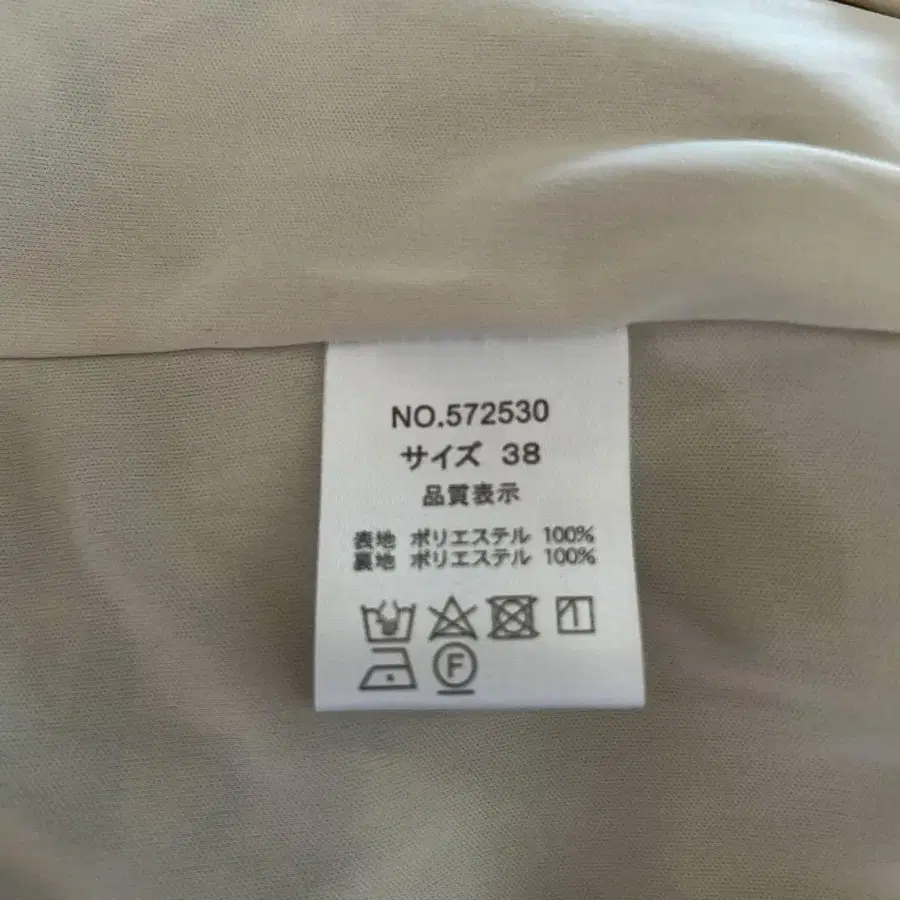 NO.572530
サイズ 38
品質表示
表地 ポリエステル 100%
裏地 ポリエステル 100%
F